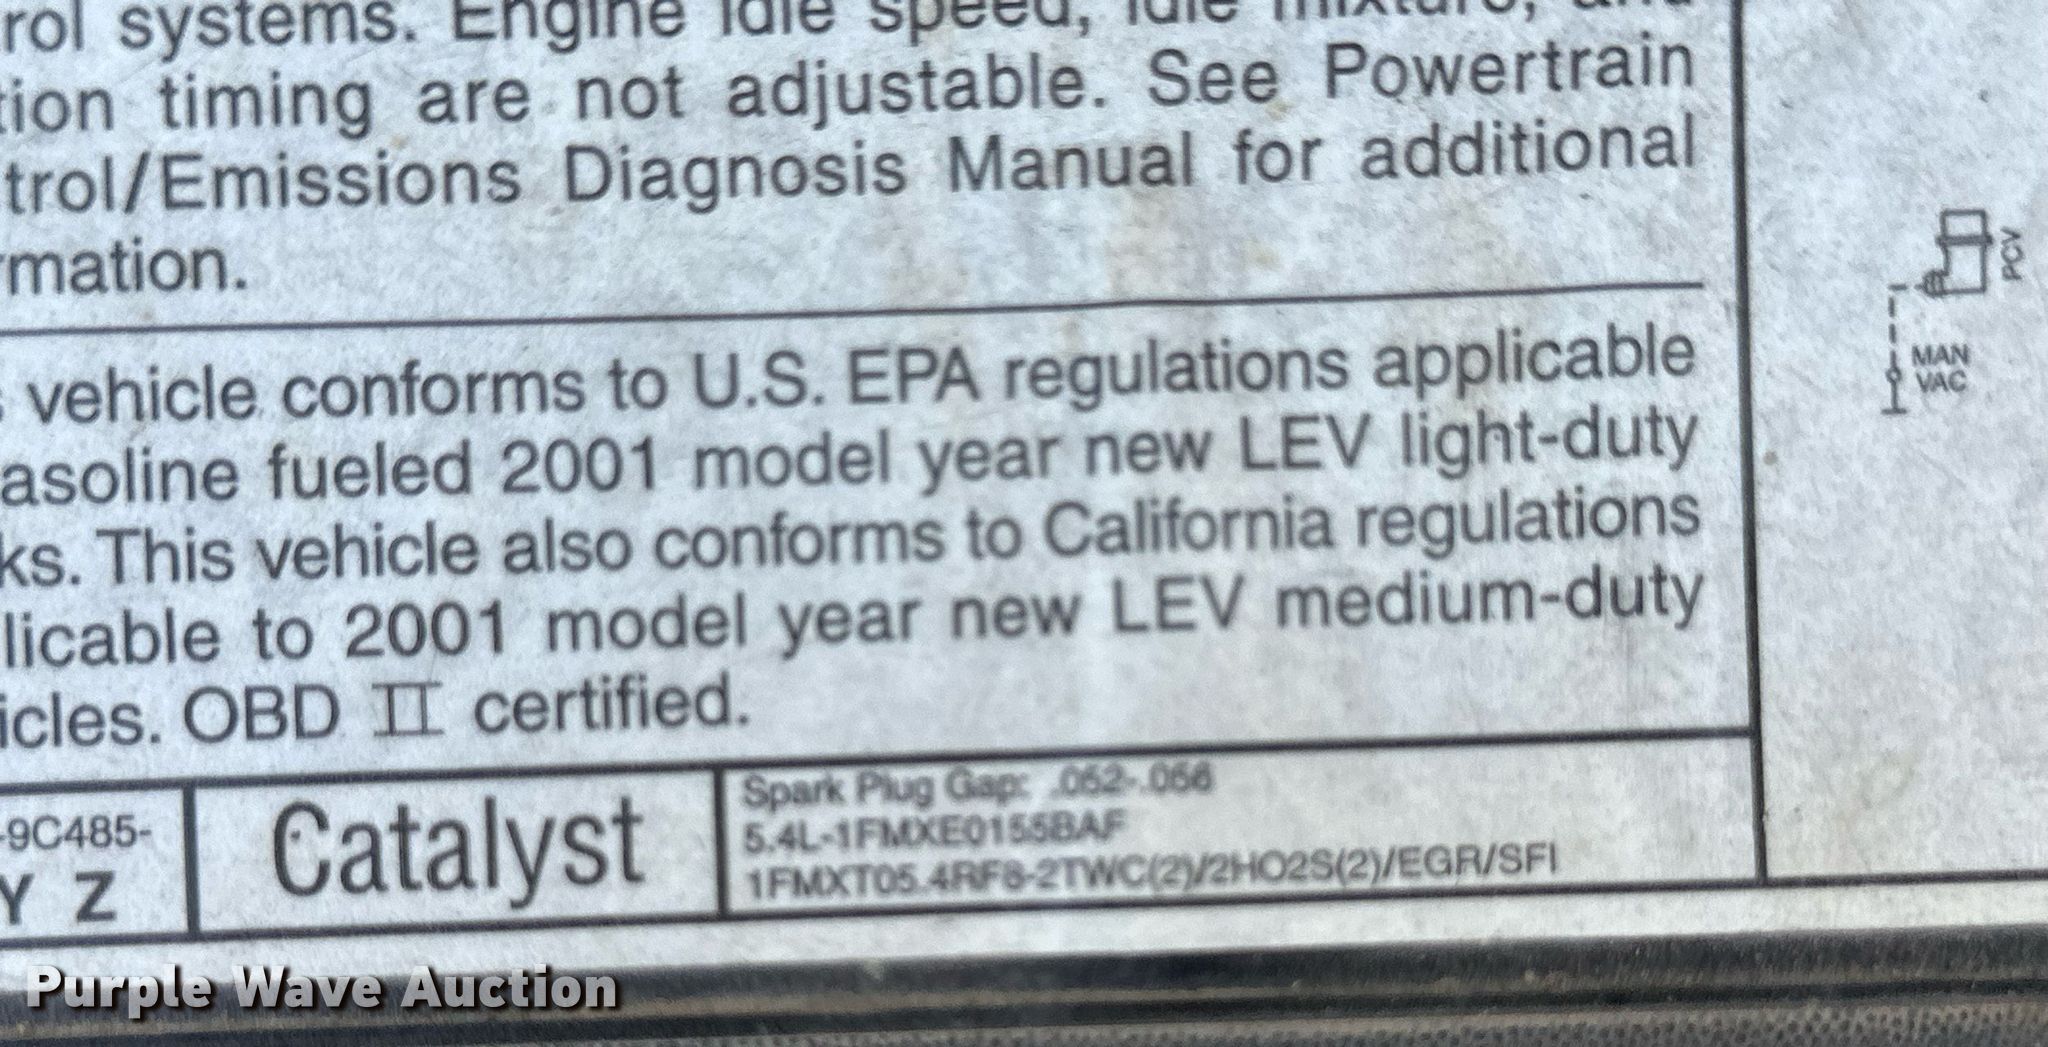 rol systems. Engine idle speed, idle mixture, and
tion timing are not adjustable. See Powertrain
trol/Emissions Diagnosis Manual for additional
rmation.
s vehicle conforms to U.S. EPA regulations applicable
asoline fueled 2001 model year new LEV light-duty
ks. This vehicle also conforms to California regulations
licable to 2001 model year new LEV medium-duty
icles. OBD II certified.
-9C485-
Y Z
Catalyst
Spark Plug Gap: .052-.056
5.4L-1FMXE0155BAF
1FMXT05.4RF8-2TWC(2)/2HO2S(2)/EGR/SFI
PCV
MAN
VAC
Purple Wave Auction